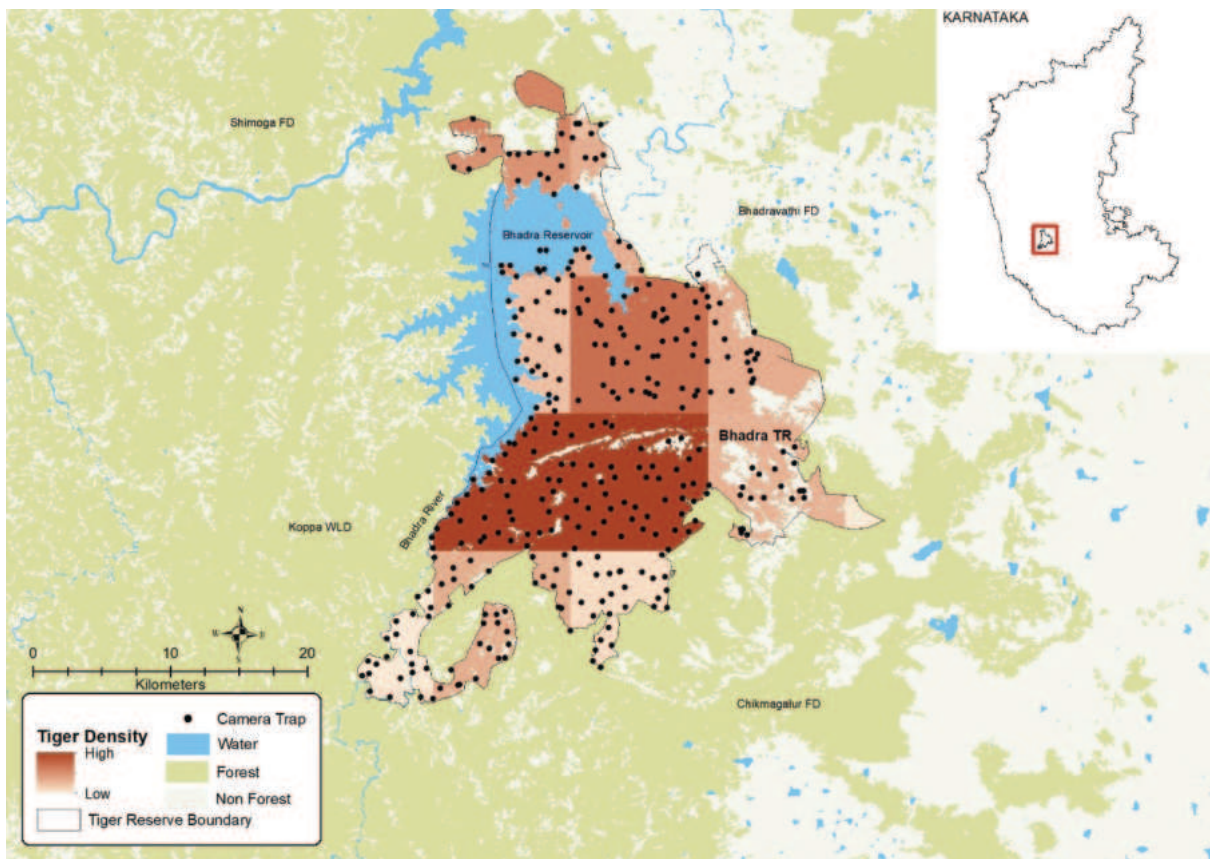 KARNATAKA
Shimoga FD
Bhadravathi FD
Bhadra Reservoir
Bhadra TR
Koppa WLD
Bhadra River
N
W E
S
0 10 20
Kilometers
Chikmagalur FD
Tiger Density
High
Low
Camera Trap
Water
Forest
Non Forest
Tiger Reserve Boundary